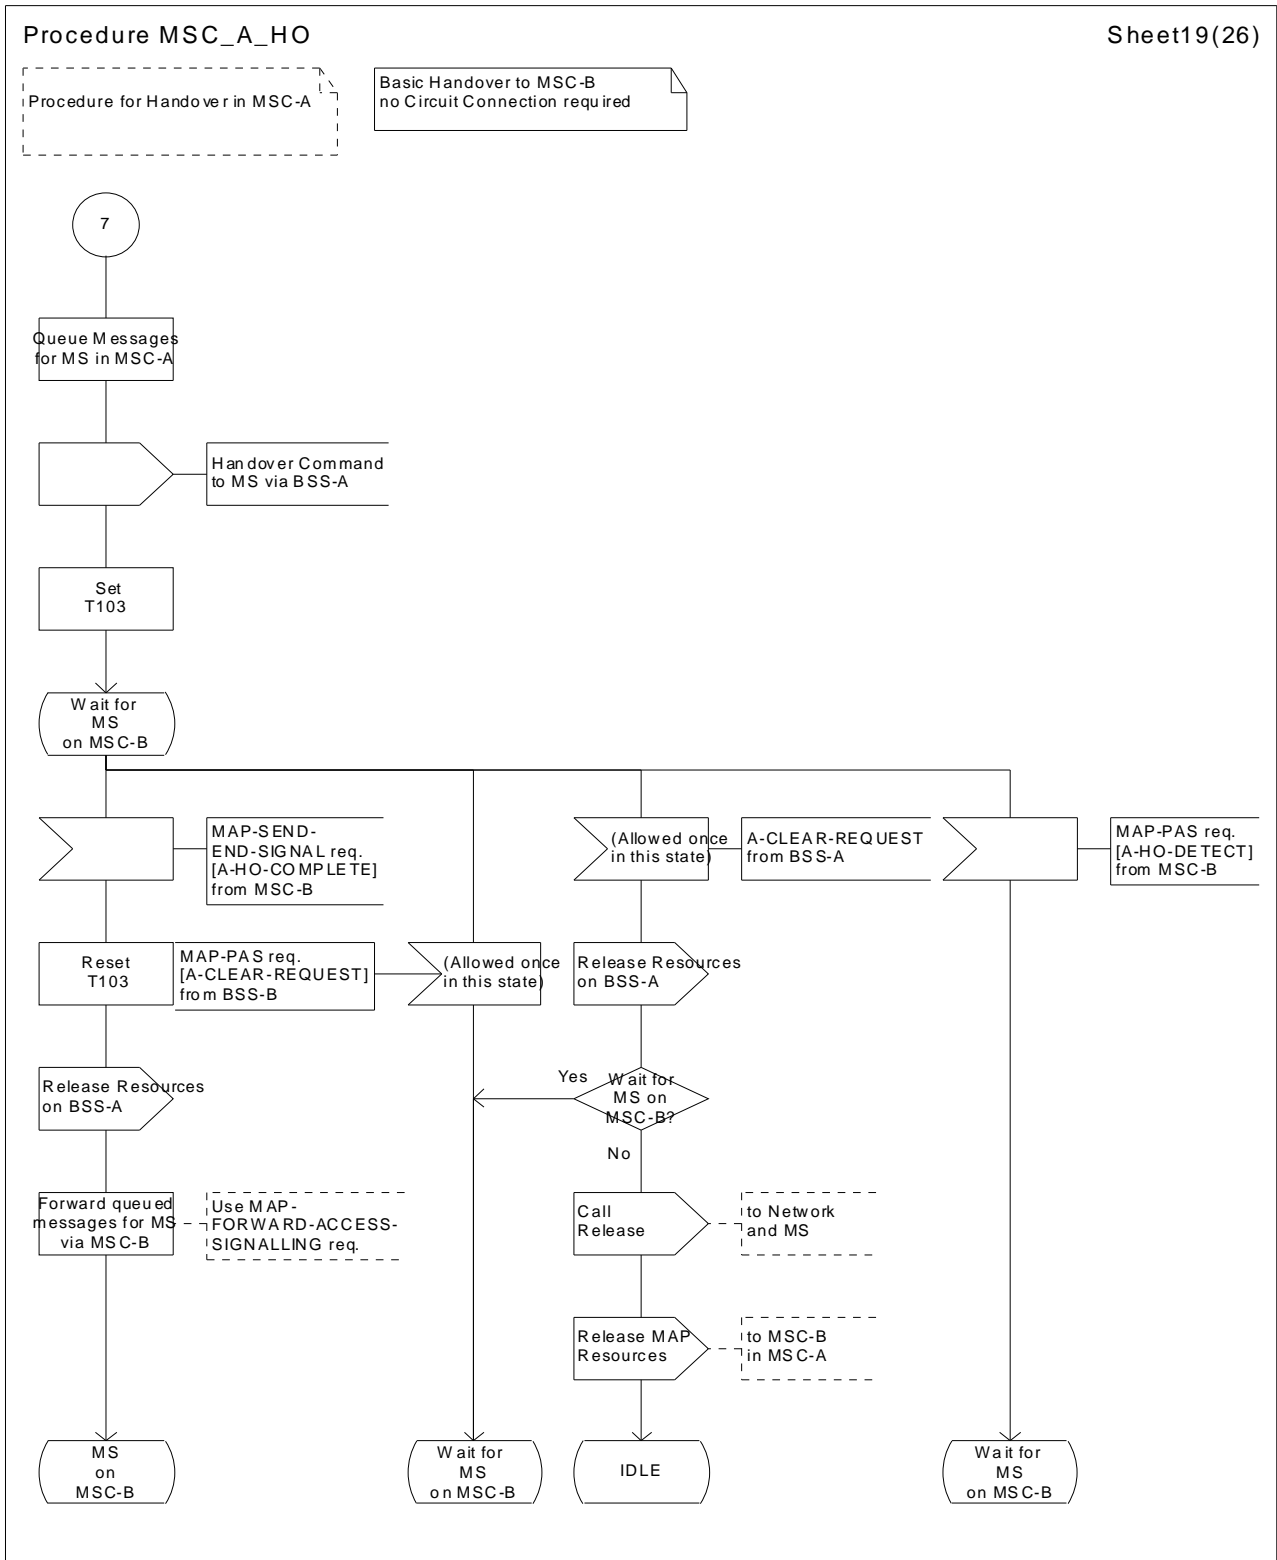 Procedure MSC_A_HO
Sheet19(26)
Procedure for Handover in MSC-A
Basic Handover to MSC-B
no Circuit Connection required
7
Queue Messages
for MS in MSC-A
Handover Command
to MS via BSS-A
Set
T103
Wait for
MS
on MSC-B
MAP-SEND-
END-SIGNAL req.
[A-HO-COMPLETE]
from MSC-B
(Allowed once
in this state)
A-CLEAR-REQUEST
from BSS-A
MAP-PAS req.
[A-HO-DETECT]
from MSC-B
Reset
T103
MAP-PAS req.
[A-CLEAR-REQUEST]
from BSS-B
(Allowed once
in this state)
Release Resources
on BSS-A
Release Resources
on BSS-A
Yes
Wait for
MS on
MSC-B?
No
Forward queued
messages for MS
via MSC-B
Use MAP-
FORWARD-ACCESS-
SIGNALLING req.
Call
Release
to Network
and MS
Release MAP
Resources
to MSC-B
in MSC-A
MS
on
MSC-B
Wait for
MS
on MSC-B
IDLE
Wait for
MS
on MSC-B